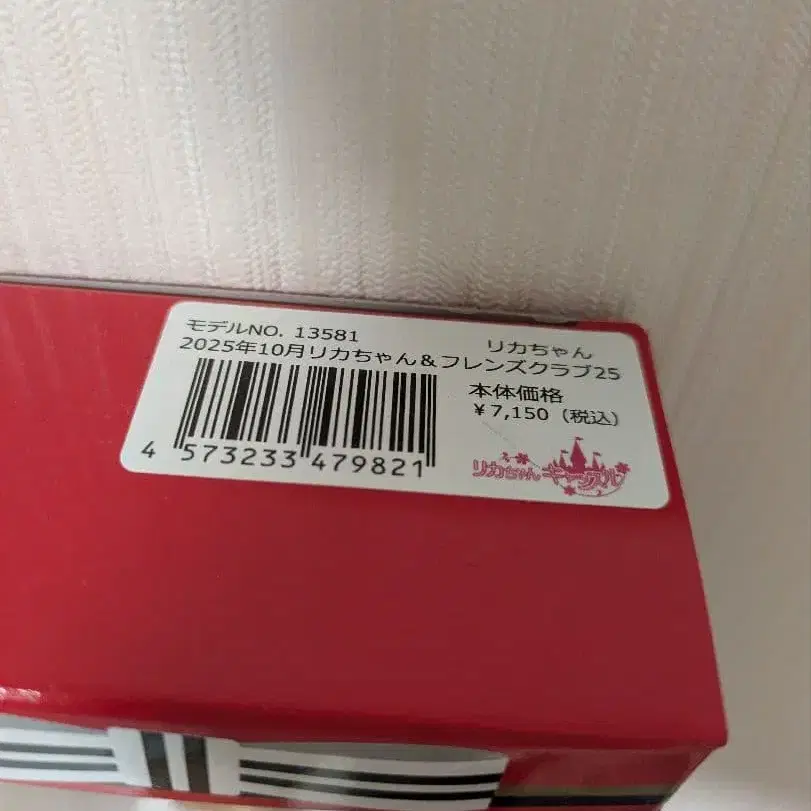 モデルNO. 13581 リカちゃん
2025年10月リカちゃん&フレンズクラブ25
本体価格
¥7,150(税込)
4 573233 479821
リカちゃん キャッスル